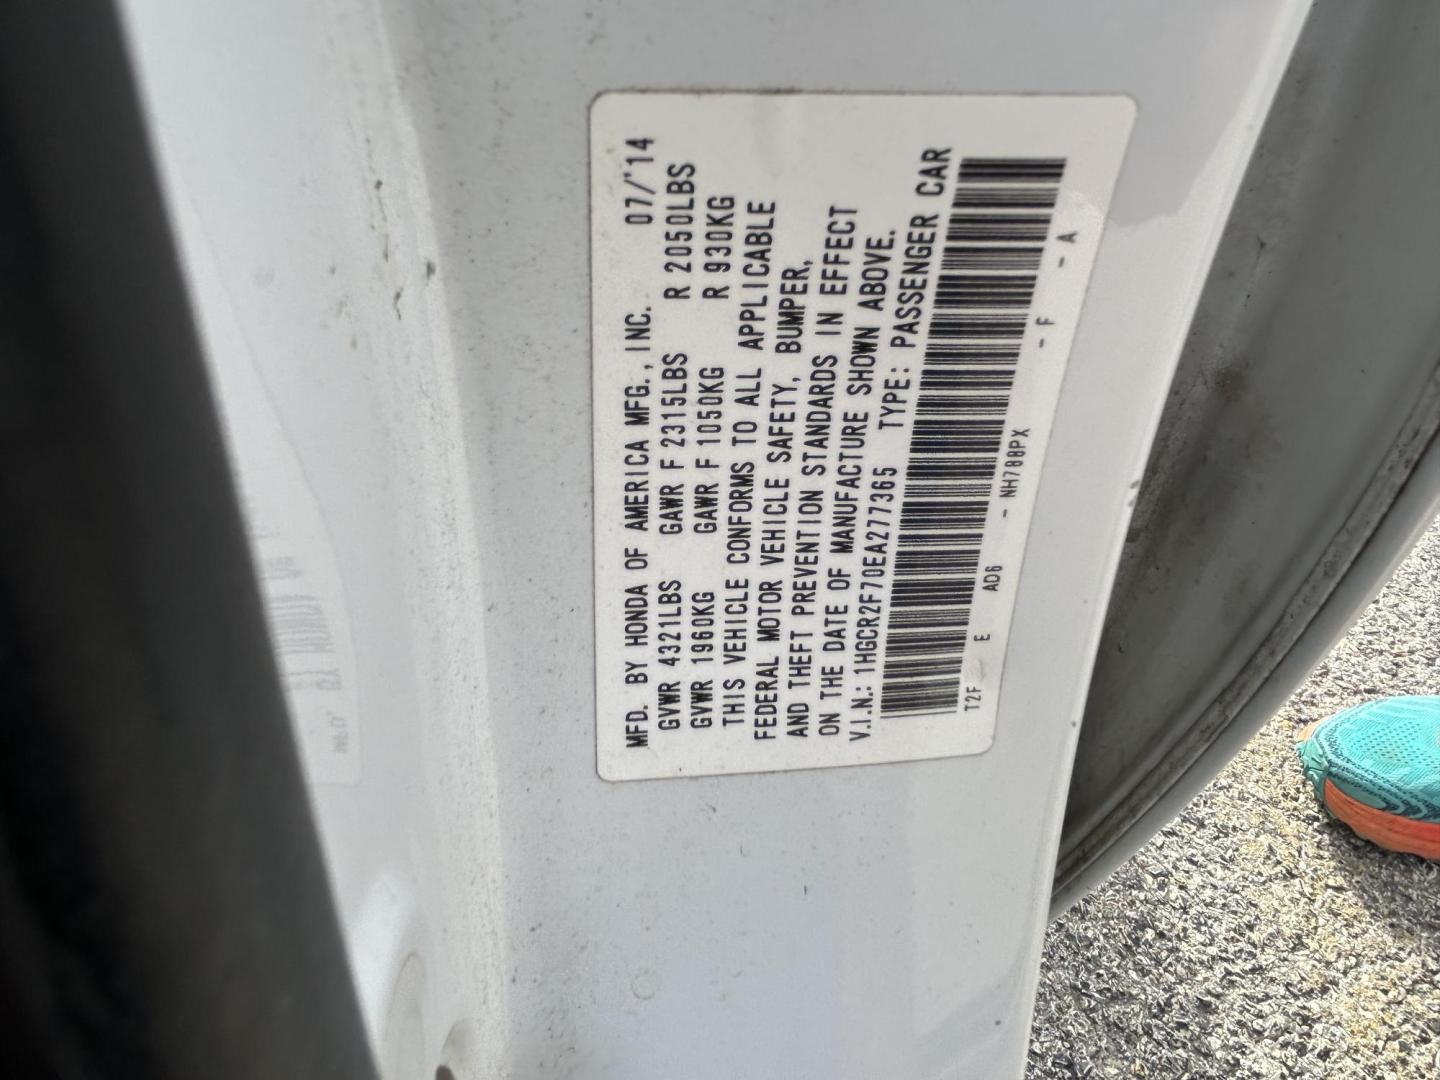 MFD. BY HONDA OF AMERICA MFG., INC. 07/'14
GVWR 4321LBS GAWR F 2315LBS R 2050LBS
GVWR 1960KG GAWR F 1050KG R 930KG
THIS VEHICLE CONFORMS TO ALL APPLICABLE
FEDERAL MOTOR VEHICLE SAFETY, BUMPER,
AND THEFT PREVENTION STANDARDS IN EFFECT
ON THE DATE OF MANUFACTURE SHOWN ABOVE.
V.I.N.: 1HGCR2F70EA277365 TYPE: PASSENGER CAR
T2F E AD6 - NH788PX - F - A